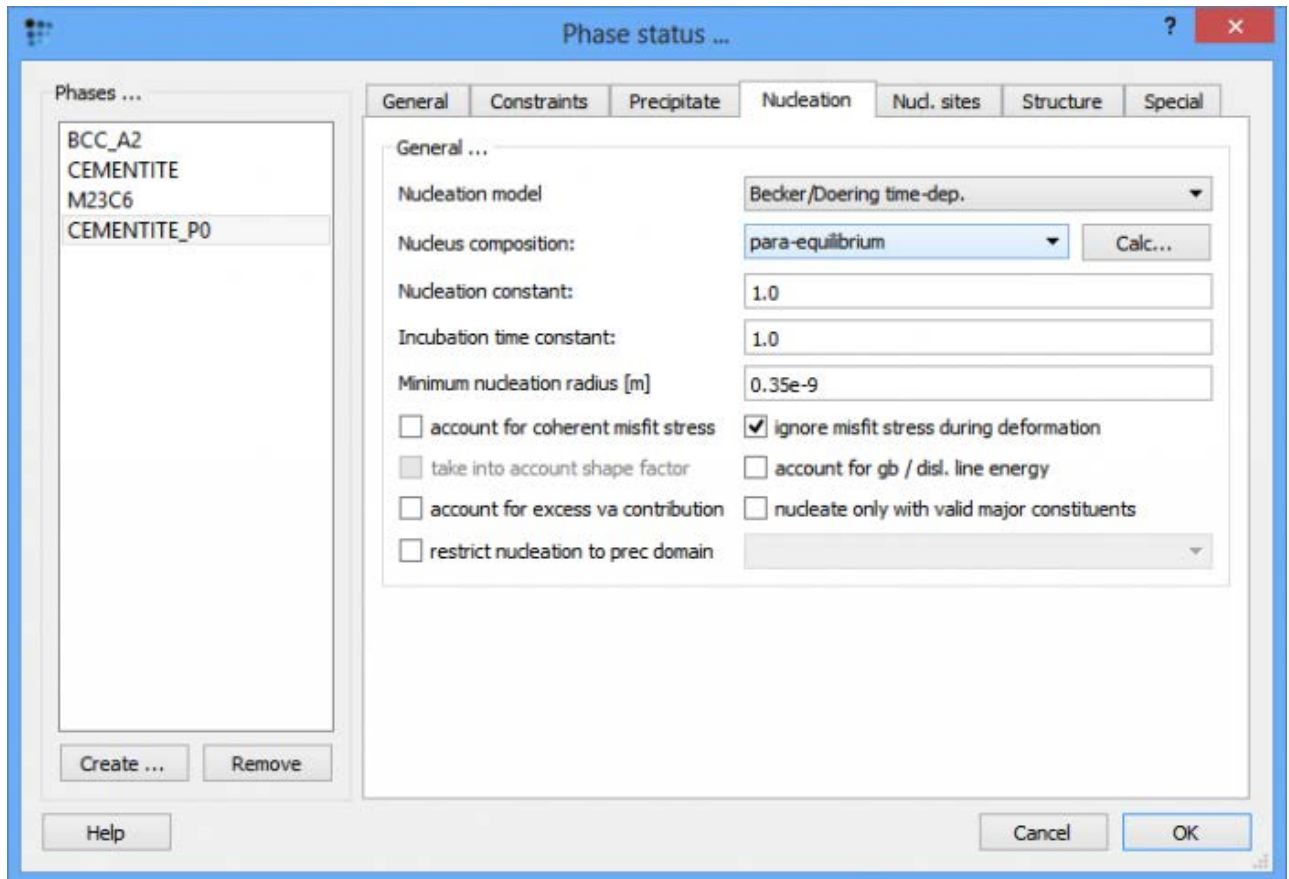 Phase status ...
?
Phases ...
BCC_A2
CEMENTITE
M23C6
CEMENTITE_P0
Create ...
Remove
General
Constraints
Precipitate
Nucleation
Nucl. sites
Structure
Special
General ...
Nucleation model
Becker/Doering time-dep.
Nucleus composition:
para-equilibrium
Calc...
Nucleation constant:
1.0
Incubation time constant:
1.0
Minimum nucleation radius [m]
0.35e-9
account for coherent misfit stress
ignore misfit stress during deformation
take into account shape factor
account for gb / disl. line energy
account for excess va contribution
nucleate only with valid major constituents
restrict nucleation to prec domain
Help
Cancel
OK